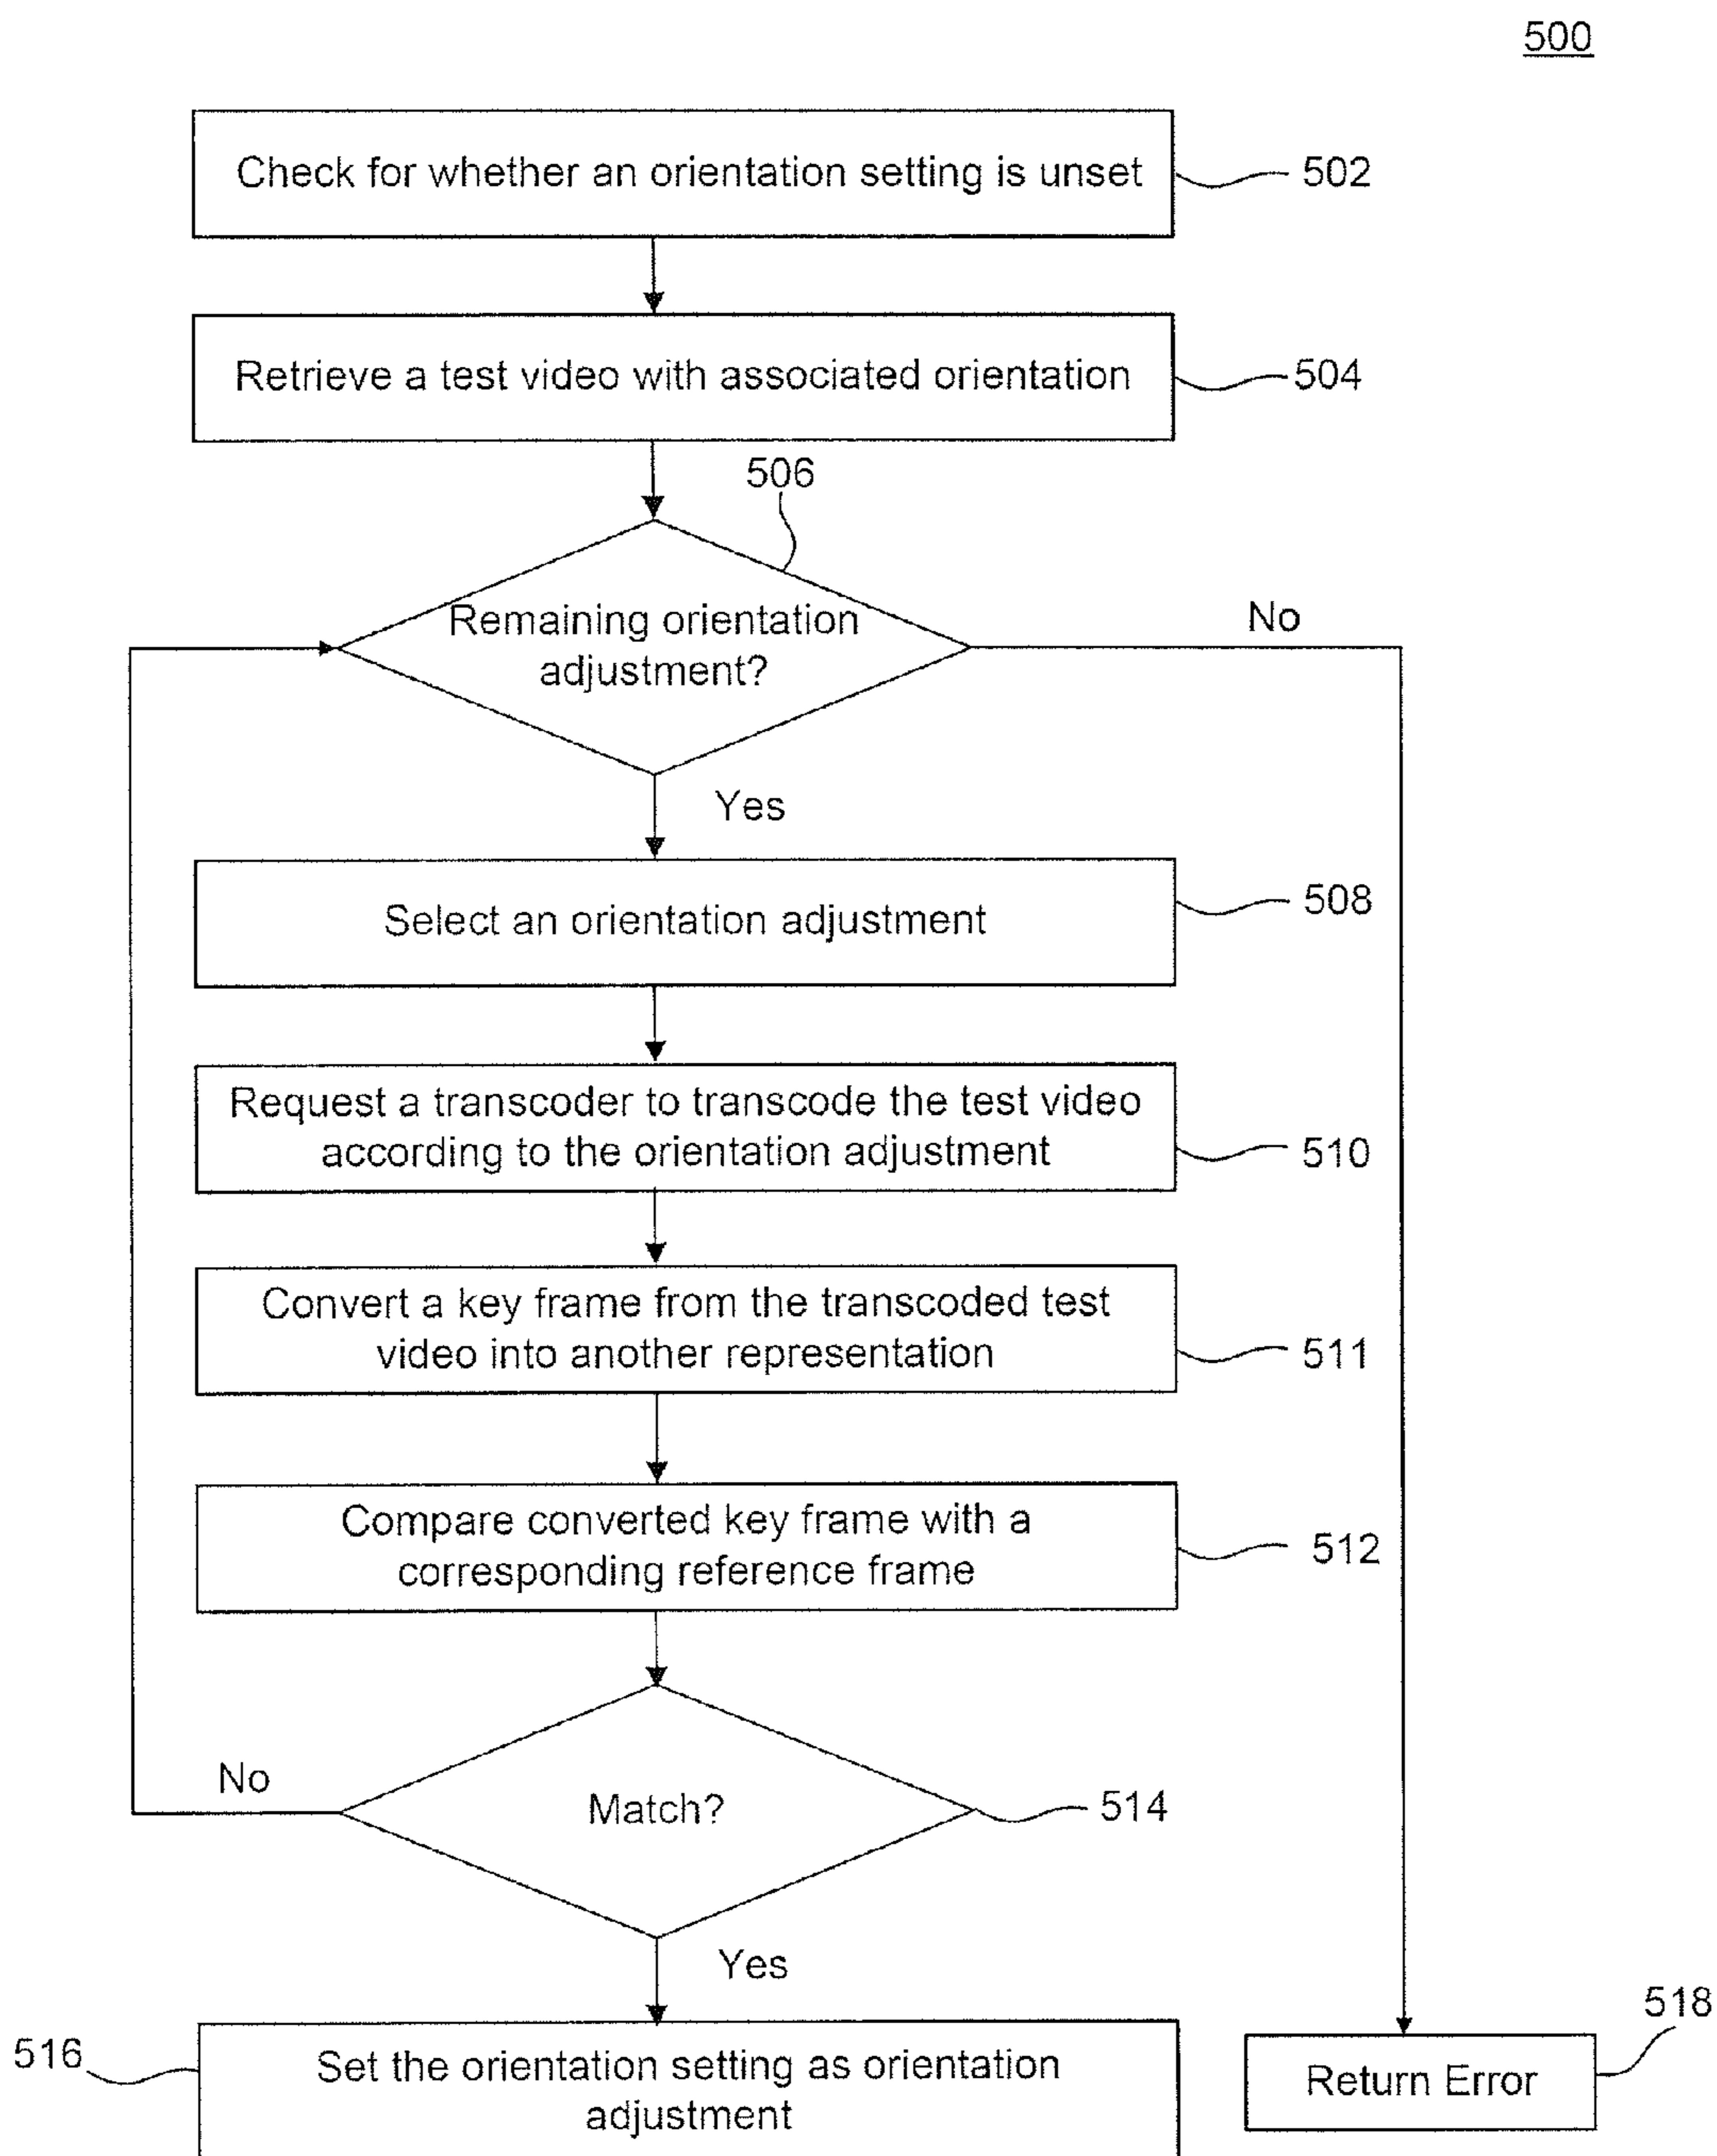 500
Check for whether an orientation setting is unset
502
Retrieve a test video with associated orientation
504
506
Remaining orientation
adjustment?
No
Yes
Select an orientation adjustment
508
Request a transcoder to transcode the test video
according to the orientation adjustment
510
Convert a key frame from the transcoded test
video into another representation
511
Compare converted key frame with a
corresponding reference frame
512
No
Match?
514
Yes
516
Set the orientation setting as orientation
adjustment
518
Return Error